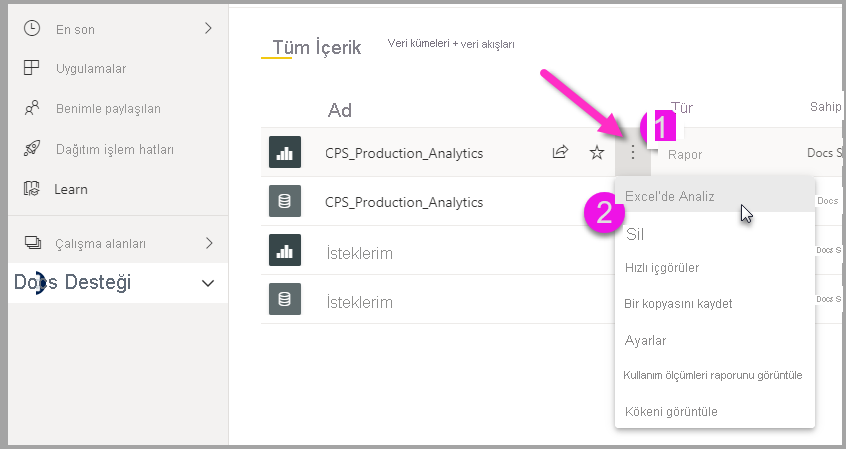 En son
Uygulamalar
Benimle paylaşılan
Dağıtım işlem hatları
Learn
Çalışma alanları
Docs Desteği
Tüm İçerik
Veri kümeleri + veri akışları
Ad
Tür
Sahip
CPS_Production_Analytics
1
Rapor
Docs S
CPS_Production_Analytics
Docs
İsteklerim
Docs S
İsteklerim
Docs S
2
Excel'de Analiz
Sil
Hızlı içgörüler
Bir kopyasını kaydet
Ayarlar
Kullanım ölçümleri raporunu görüntüle
Kökeni görüntüle